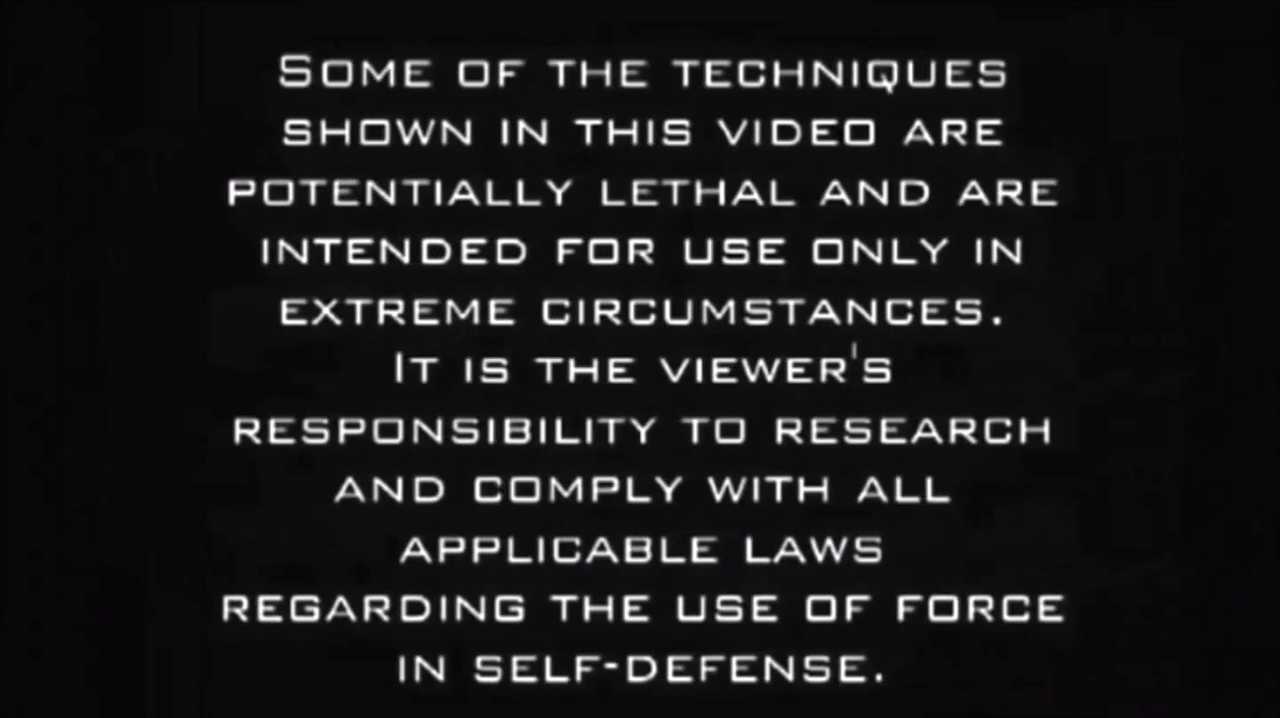 SOME OF THE TECHNIQUES
SHOWN IN THIS VIDEO ARE
POTENTIALLY LETHAL AND ARE
INTENDED FOR USE ONLY IN
EXTREME CIRCUMSTANCES.
IT IS THE VIEWER'S
RESPONSIBILITY TO RESEARCH
AND COMPLY WITH ALL
APPLICABLE LAWS
REGARDING THE USE OF FORCE
IN SELF-DEFENSE.